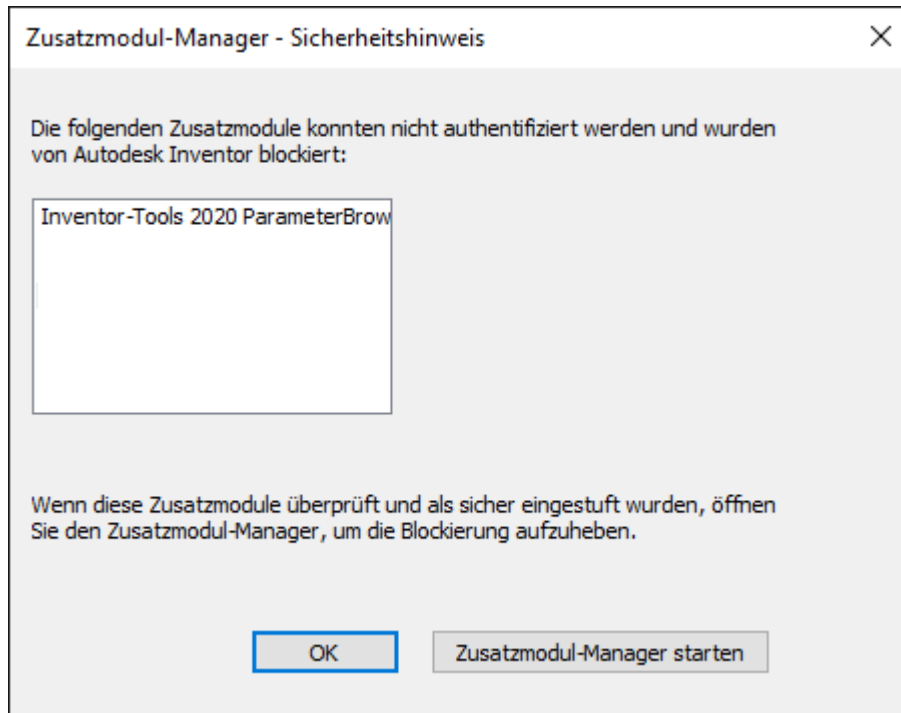 Zusatzmodul-Manager - Sicherheitshinweis
Die folgenden Zusatzmodule konnten nicht authentifiziert werden und wurden
von Autodesk Inventor blockiert:
Inventor-Tools 2020 ParameterBrow
Wenn diese Zusatzmodule überprüft und als sicher eingestuft wurden, öffnen
Sie den Zusatzmodul-Manager, um die Blockierung aufzuheben.
OK
Zusatzmodul-Manager starten